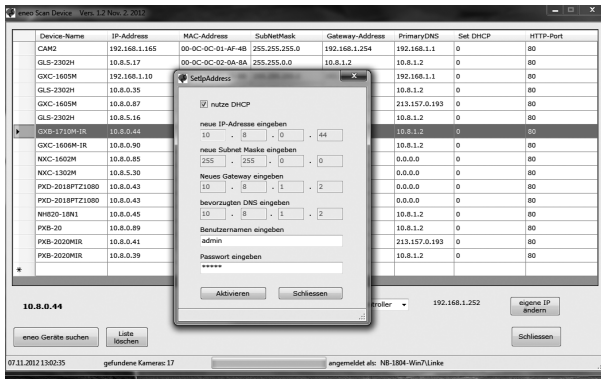 eneo Scan Device Vers. 1.2 Nov. 2. 2012
Device-Name IP-Address MAC-Address SubNetMask Gateway-Address PrimaryDNS Set DHCP HTTP-Port
CAM2 192.168.1.165 00-0C-0C-01-AF-4B 255.255.255.0 192.168.1.254 192.168.1.1 0 80
GLS-2302H 10.8.5.17 00-0C-0C-02-0A-8A 255.255.0.0 10.8.1.2 10.8.1.2 0 80
GXC-1605M 192.168.1.10 192.168.1.1 0 80
GLS-2302H 10.8.0.35 10.8.1.2 0 80
GXC-1605M 10.8.0.87 213.157.0.193 0 80
GLS-2302H 10.8.5.16 10.8.1.2 0 80
GXB-1710M-IR 10.8.0.44 10.8.1.2 0 80
GXC-1606M-IR 10.8.0.90 10.8.1.2 0 80
NXC-1602M 10.8.0.85 0.0.0.0 0 80
NXC-1302M 10.8.5.30 0.0.0.0 0 80
PXD-2018PTZ1080 10.8.0.43 0.0.0.0 0 80
PXD-2018PTZ1080 10.8.0.43 0.0.0.0 0 80
NH820-18N1 10.8.0.45 10.8.1.2 0 80
PXB-20 10.8.0.89 10.8.1.2 0 80
PXB-2020MIR 10.8.0.41 213.157.0.193 0 80
PXB-2020MIR 10.8.0.39 10.8.1.2 0 80
SetIpAddress
nutze DHCP
neue IP-Adresse eingeben
10 . 8 . 0 . 44
neue Subnet Maske eingeben
255 . 255 . 0 . 0
Neues Gateway eingeben
10 . 8 . 1 . 2
bevorzugten DNS eingeben
10 . 8 . 1 . 2
Benutzernamen eingeben
admin
Passwort eingeben
*****
Aktivieren Schliessen
10.8.0.44 troller 192.168.1.252 eigene IP
ändern
eneo Geräte suchen Liste
löschen Schliessen
07.11.2012 13:02:35 gefundene Kameras: 17 angemeldet als: NB-1804-Win7\Linke